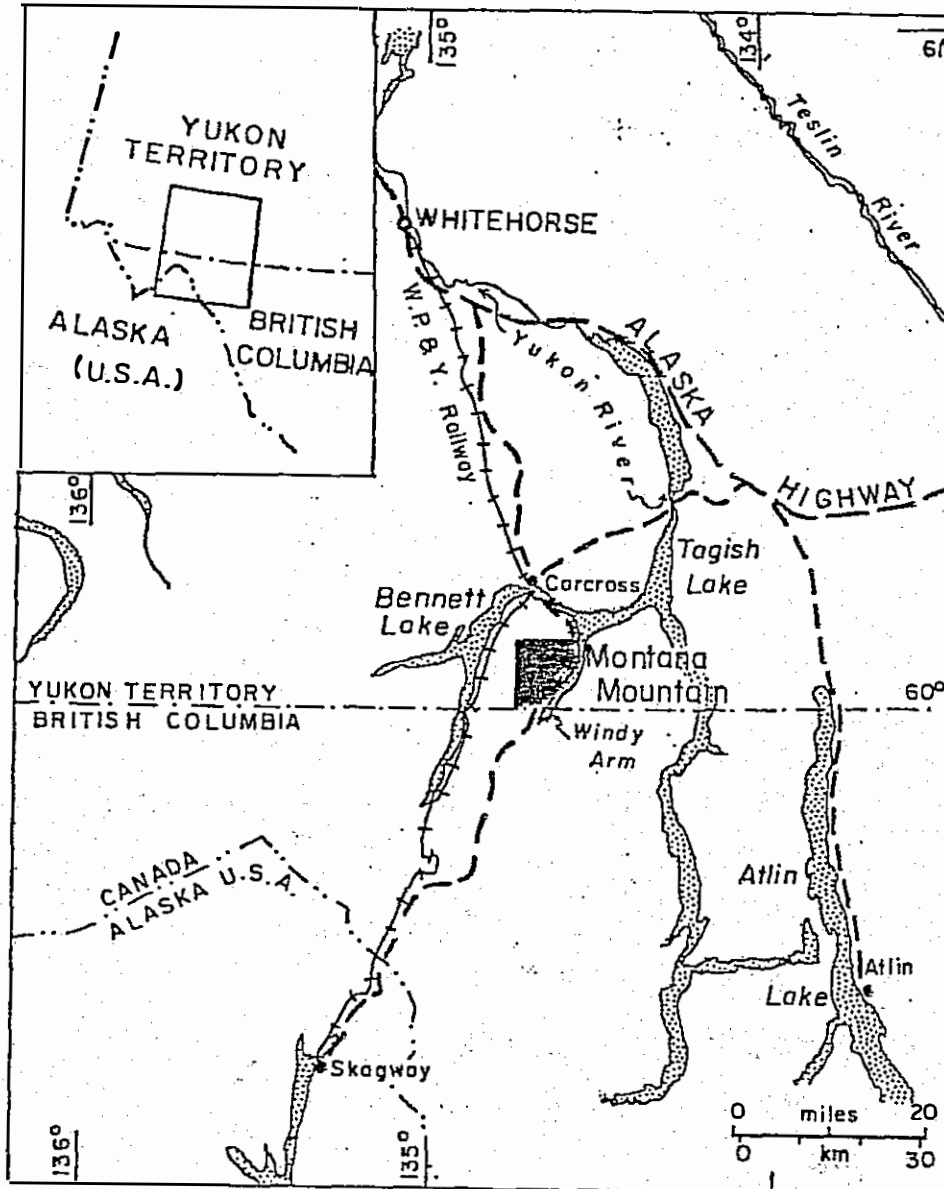 135°
134°
YUKON
TERRITORY
ALASKA
(U.S.A.)
BRITISH
COLUMBIA
Teslin
River
WHITEHORSE
W.P.& Y. Railway
Yukon River
ALASKA
HIGHWAY
136°
Tagish
Lake
Carcross
Bennett
Lake
Montana
Mountain
YUKON TERRITORY
BRITISH COLUMBIA
60°
Windy
Arm
CANADA
ALASKA U.S.A.
Atlin
Lake
Atlin
Skagway
136°
135°
0 miles 20
0 km 30